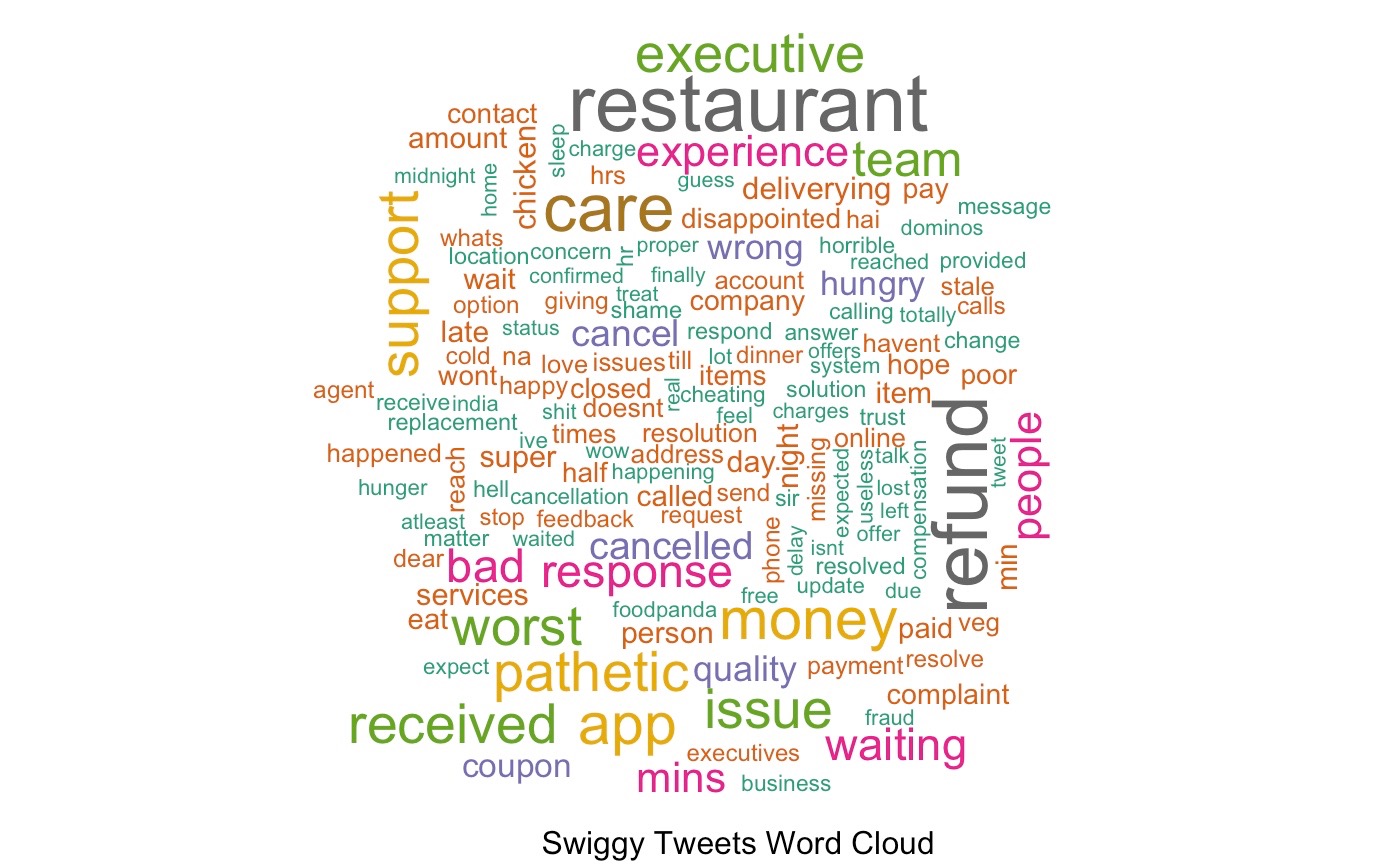 executive
restaurant
contact
amount
chicken
sleep
charge
experience
team
midnight
home
hrs
guess
deliverying
pay
support
care
disappointed
hai
message
dominos
whats
location
concern
hr
proper
wrong
horrible
reached
provided
wait
confirmed
finally
account
hungry
stale
option
giving
treat
shame
company
calling
totally
calls
late
status
cancel
respond
answer
havent
change
cold
na
love
issues
till
lot
dinner
offers
system
hope
poor
wont
happy
closed
items
agent
receive
india
real
cheating
solution
item
replacement
shit
doesnt
feel
charges
trust
refund
people
tweet
ive
times
resolution
night
online
happened
reach
super
wow
address
day
missing
expected
useless
talk
compensation
half
happening
hunger
hell
cancellation
called
send
sir
lost
left
atleast
stop
feedback
request
phone
delay
offer
matter
waited
cancelled
isnt
min
dear
bad
response
resolved
services
free
update
due
eat
worst
foodpanda
person
money
paid
veg
expect
pathetic
quality
payment
resolve
complaint
received
app
issue
fraud
executives
waiting
coupon
mins
business
Swiggy Tweets Word Cloud